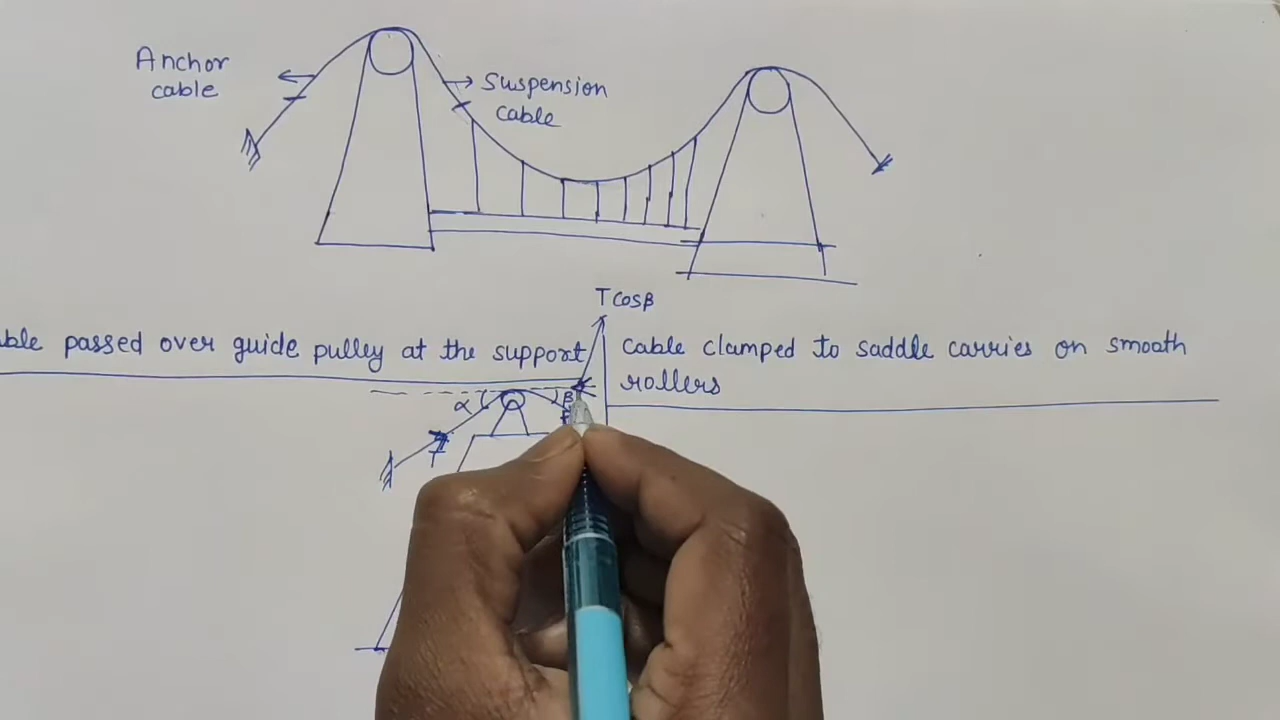 Anchor
cable
Suspension
cable
T cosβ
passed over guide pulley at the support
cable clamped to saddle carries on smooth
rollers
α
β
T